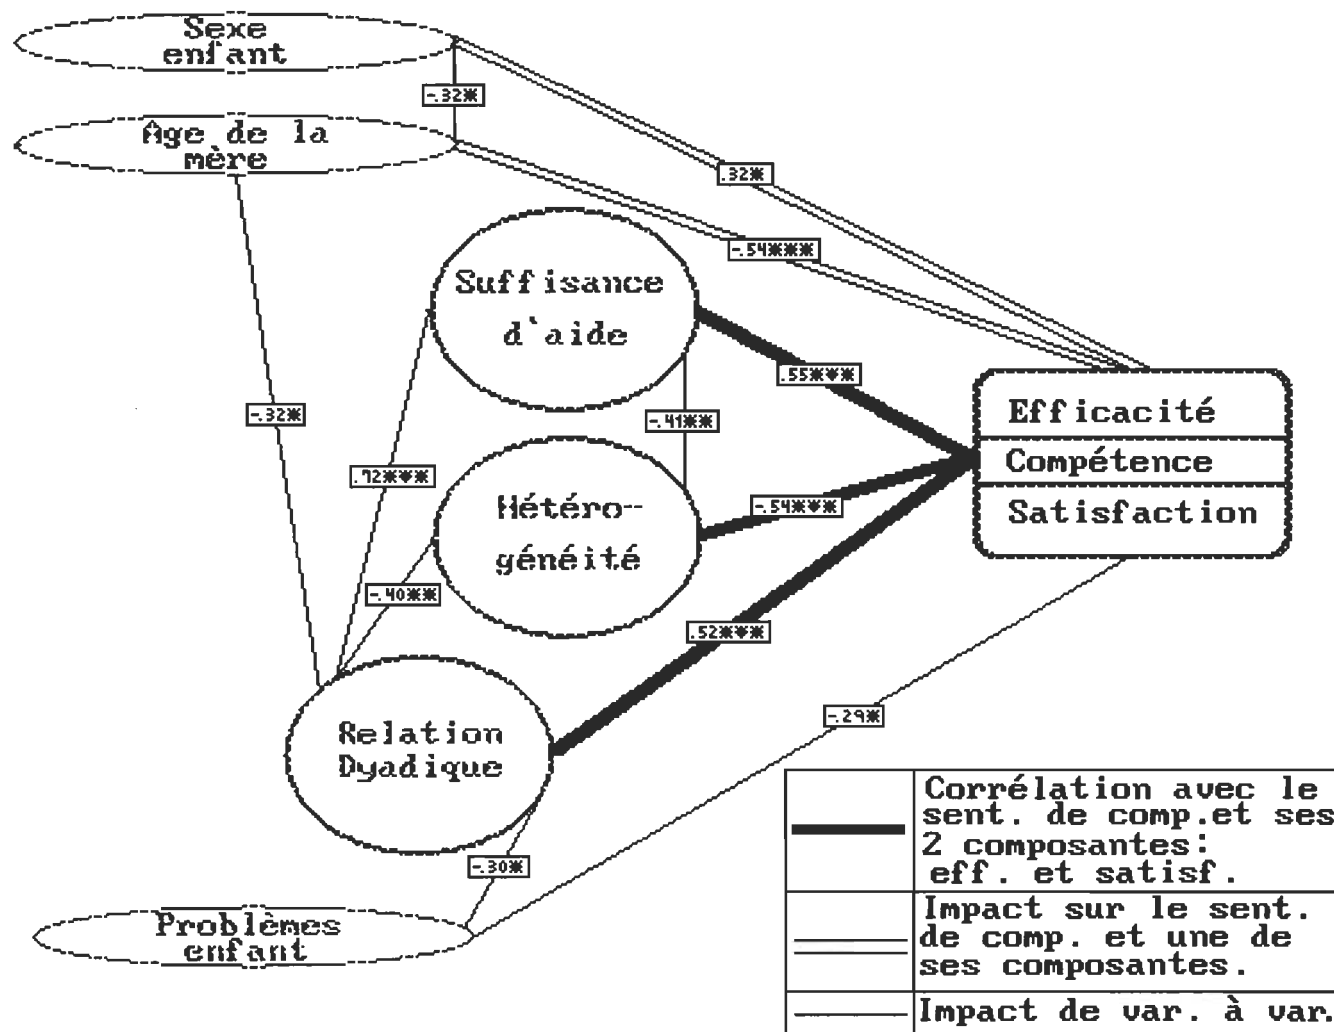 Sexe
enfant
-.32*
Age de la
mère
.32*
-.54***
Suffisance
d`aide
.55***
Efficacité
-.32*
-.41**
Compétence
.72***
Hétéro-
-.54***
Satisfaction
généité
-.40**
.52***
Relation
Dyadique
-.29*
-.30*
Problèmes
enfant
Corrélation avec le
sent. de comp.et ses
2 composantes:
eff. et satisf.
Impact sur le sent.
de comp. et une de
ses composantes.
Impact de var. à var.